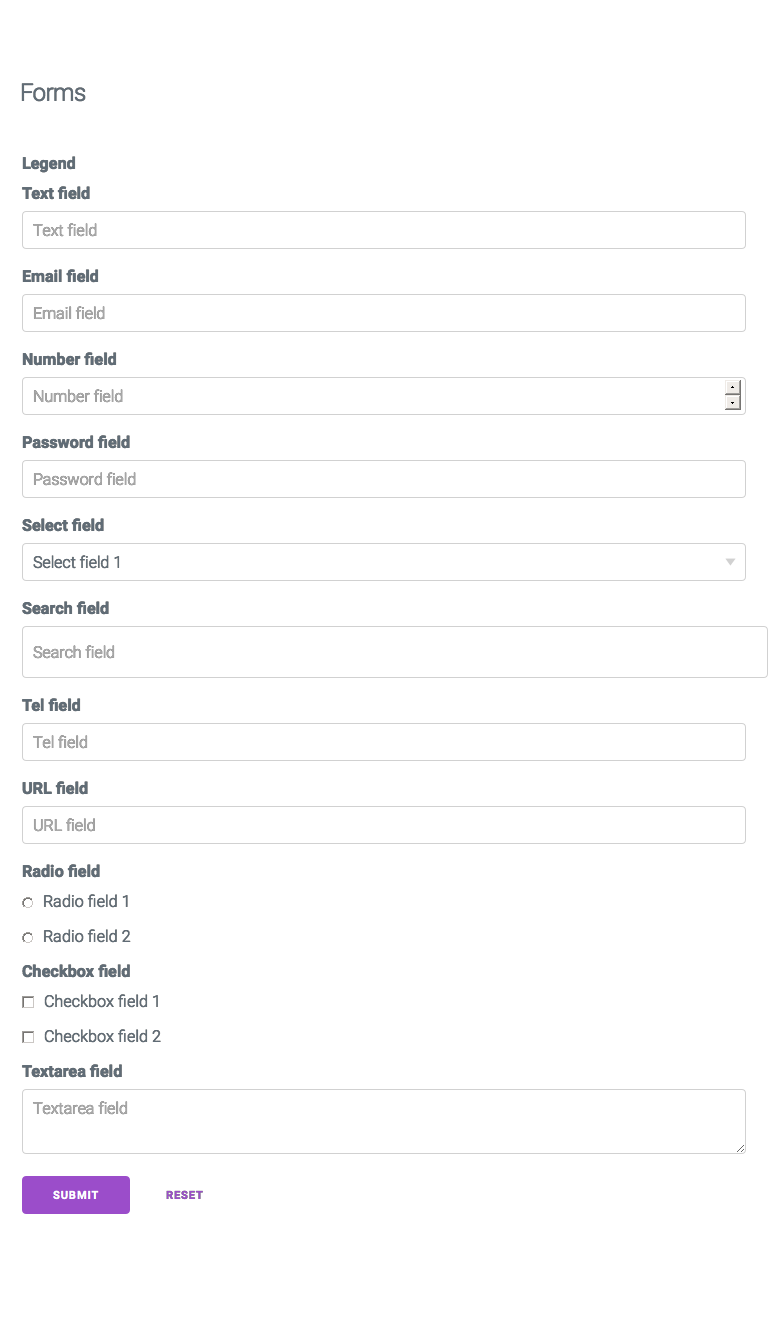 Forms
Legend
Text field
Text field
Email field
Email field
Number field
Number field
Password field
Password field
Select field
Select field 1
Search field
Search field
Tel field
Tel field
URL field
URL field
Radio field
Radio field 1
Radio field 2
Checkbox field
Checkbox field 1
Checkbox field 2
Textarea field
Textarea field
SUBMIT RESET